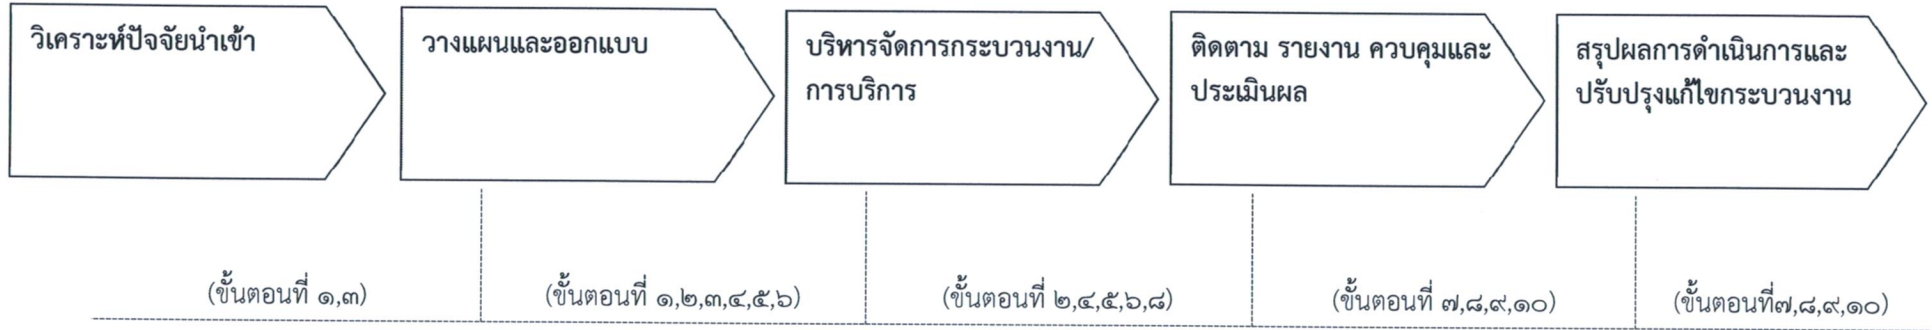 วิเคราะห์ปัจจัยนำเข้า
วางแผนและออกแบบ
บริหารจัดการกระบวนงาน/
การบริการ
ติดตาม รายงาน ควบคุมและ
ประเมินผล
สรุปผลการดำเนินการและ
ปรับปรุงแก้ไขกระบวนงาน
(ขั้นตอนที่ ๑,๓)
(ขั้นตอนที่ ๑,๒,๓,๔,๕,๖)
(ขั้นตอนที่ ๒,๔,๕,๖,๘)
(ขั้นตอนที่ ๗,๘,๙,๑๐)
(ขั้นตอนที่๗,๘,๙,๑๐)